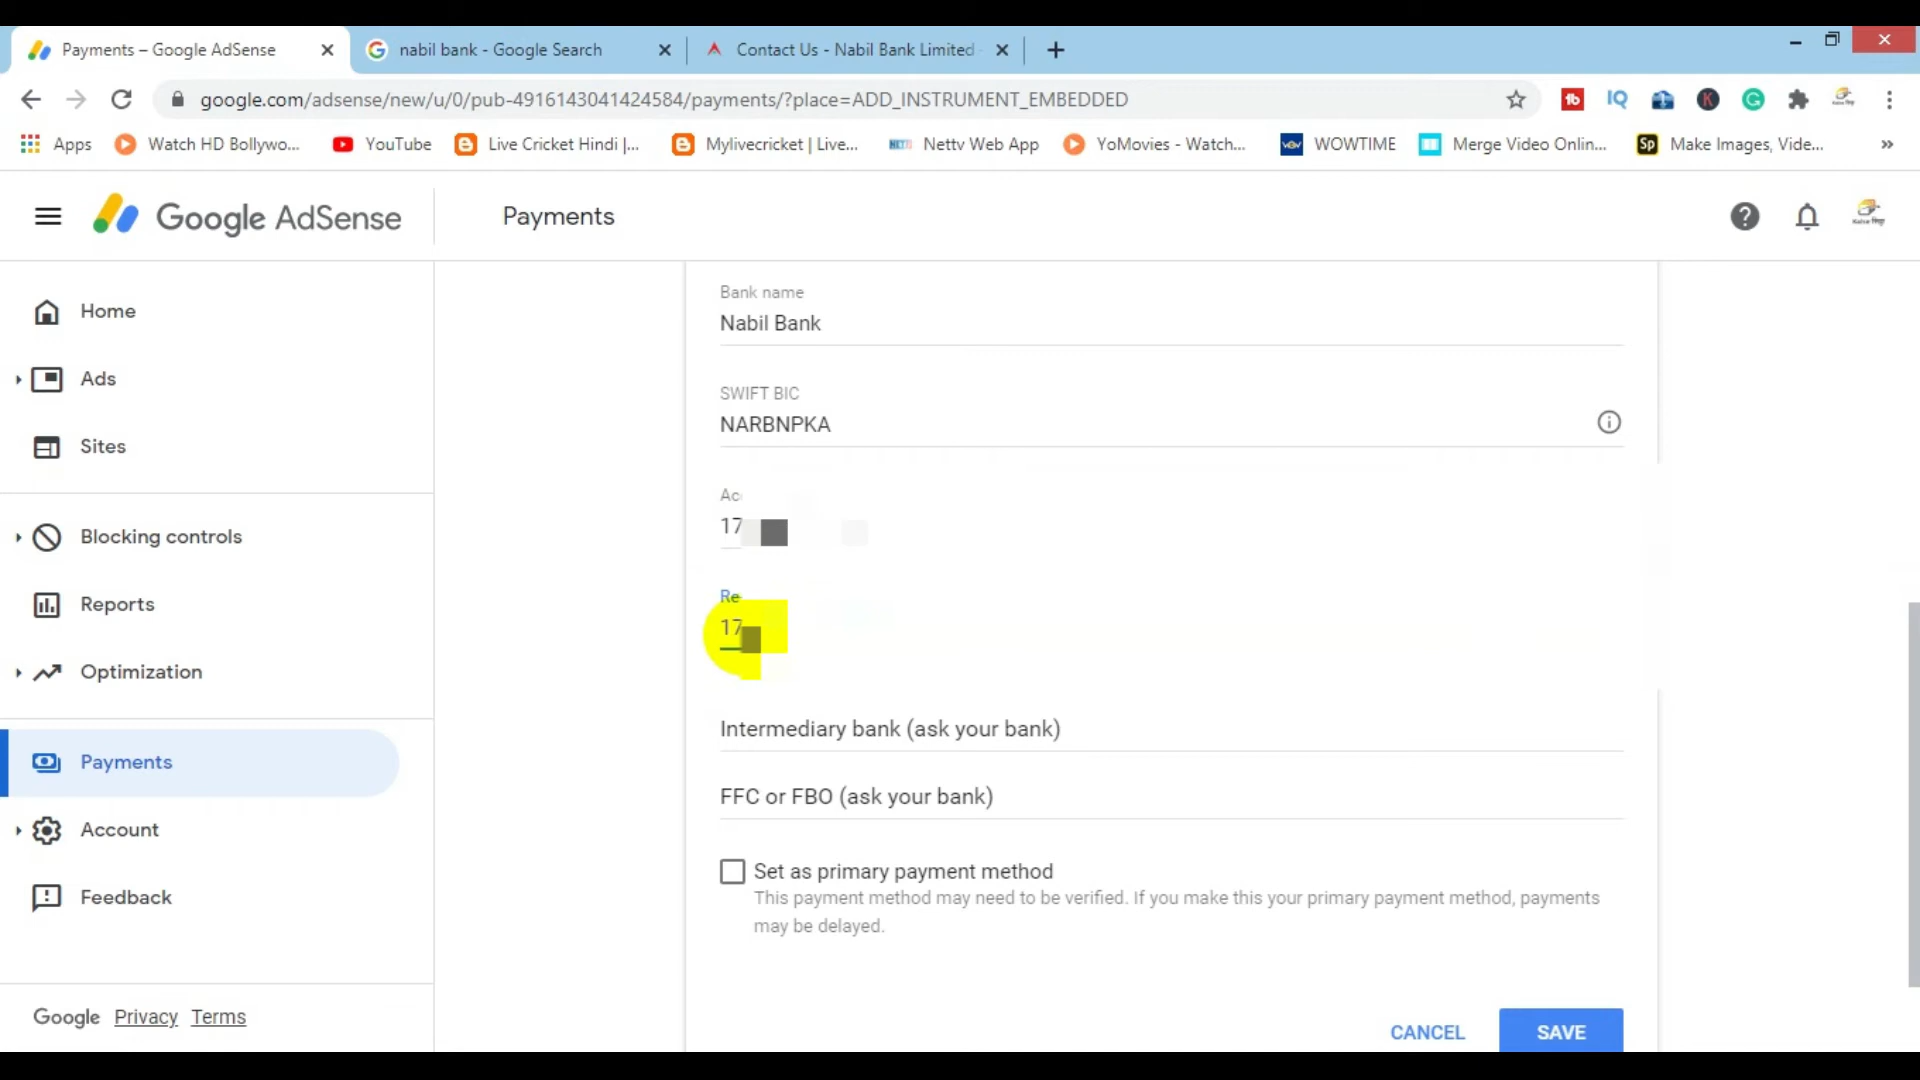 Payments – Google AdSense
nabil bank - Google Search
Contact Us - Nabil Bank Limited
google.com/adsense/new/u/0/pub-4916143041424584/payments/?place=ADD_INSTRUMENT_EMBEDDED
Apps
Watch HD Bollywo...
YouTube
Live Cricket Hindi |...
Mylivecricket | Live...
Nettv Web App
YoMovies - Watch...
WOWTIME
Merge Video Onlin...
Make Images, Vide...
Google AdSense
Payments
Home
Ads
Sites
Blocking controls
Reports
Optimization
Payments
Account
Feedback
Google Privacy Terms
Bank name
Nabil Bank
SWIFT BIC
NARBNPKA
Ac
17
Re
17
Intermediary bank (ask your bank)
FFC or FBO (ask your bank)
Set as primary payment method
This payment method may need to be verified. If you make this your primary payment method, payments
may be delayed.
CANCEL
SAVE